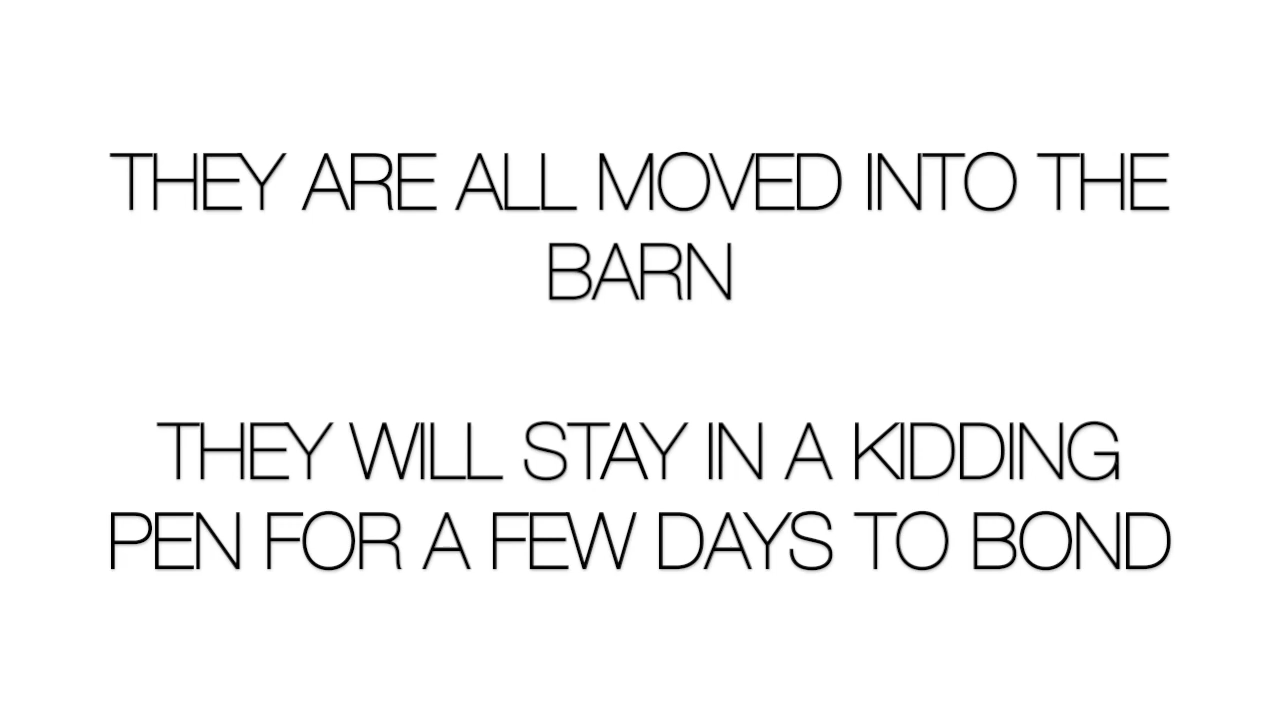 THEY ARE ALL MOVED INTO THE
BARN
THEY WILL STAY IN A KIDDING
PEN FOR A FEW DAYS TO BOND